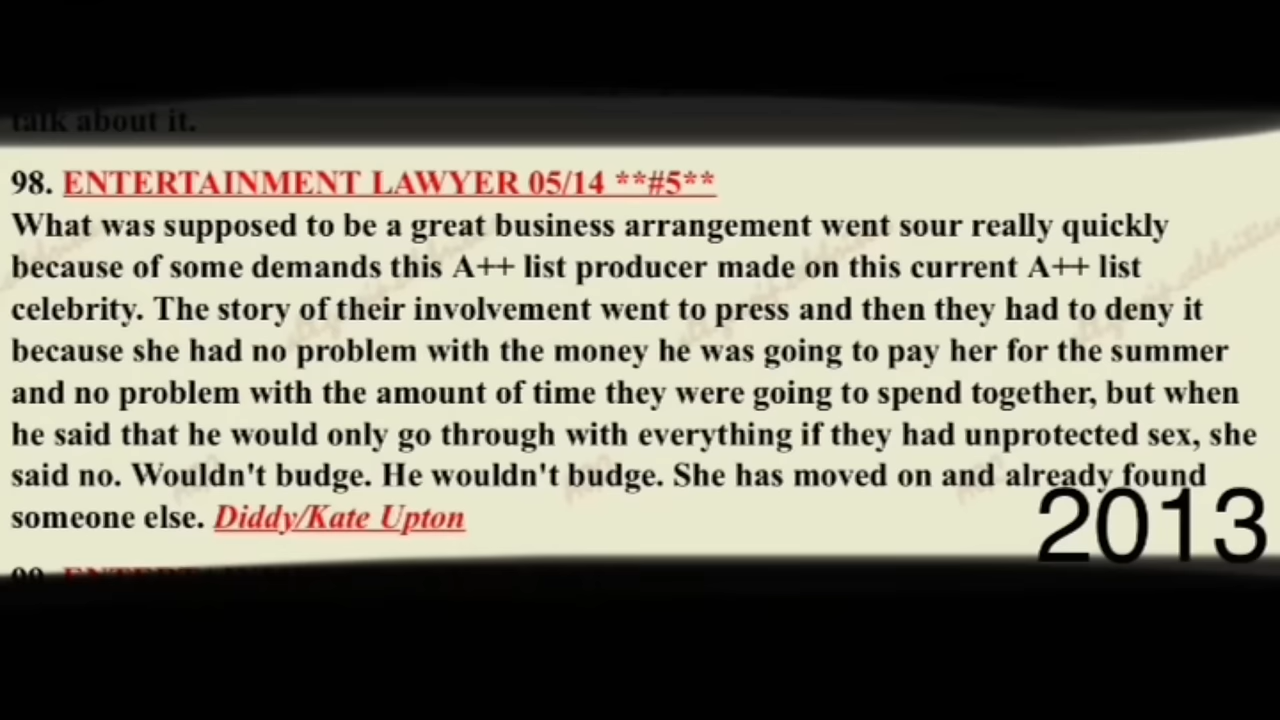 talk about it.
98. ENTERTAINMENT LAWYER 05/14 **#5**
What was supposed to be a great business arrangement went sour really quickly
because of some demands this A++ list producer made on this current A++ list
celebrity. The story of their involvement went to press and then they had to deny it
because she had no problem with the money he was going to pay her for the summer
and no problem with the amount of time they were going to spend together, but when
he said that he would only go through with everything if they had unprotected sex, she
said no. Wouldn't budge. He wouldn't budge. She has moved on and already found
someone else. Diddy/Kate Upton
2013